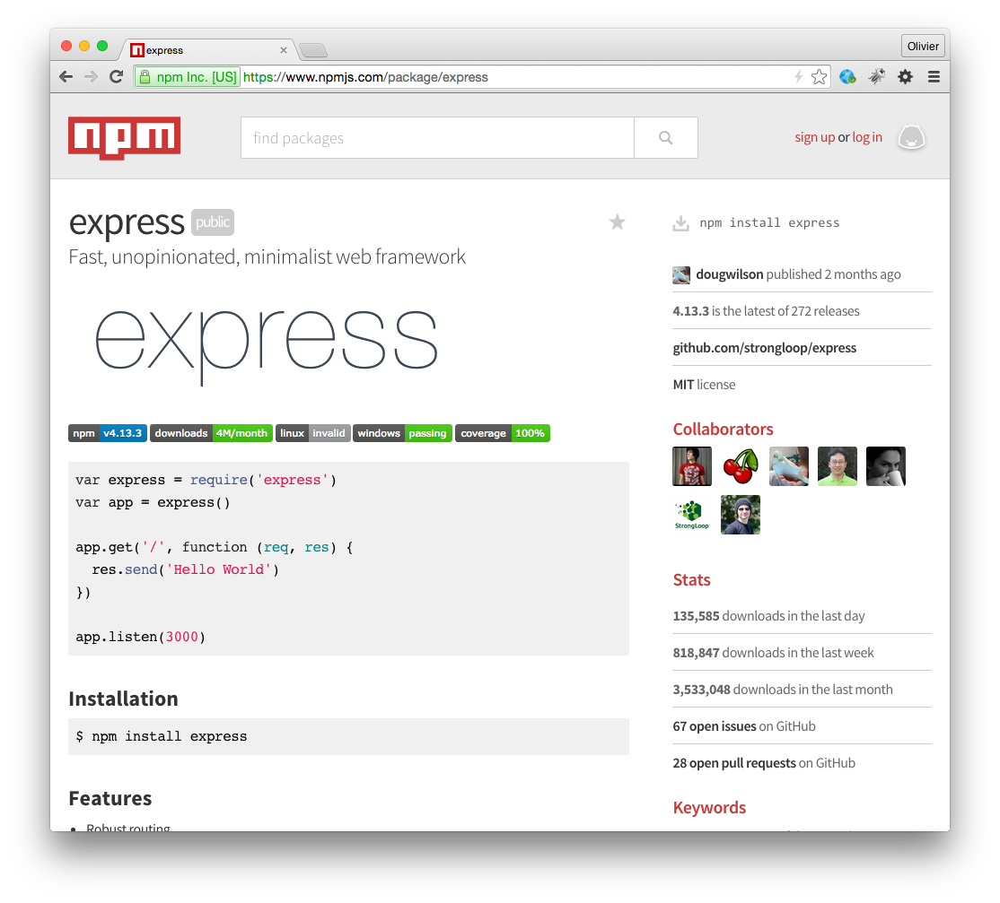 express
Olivier
npm Inc. [US] https://www.npmjs.com/package/express
npm
find packages
sign up or log in
express public
Fast, unopinionated, minimalist web framework
express
npm v4.13.3 downloads 4M/month linux invalid windows passing coverage 100%
var express = require('express')
var app = express()
app.get('/', function (req, res) {
  res.send('Hello World')
})
app.listen(3000)
Installation
$ npm install express
Features
• Robust routing
npm install express
dougwilson published 2 months ago
4.13.3 is the latest of 272 releases
github.com/strongloop/express
MIT license
Collaborators
StrongLoop
Stats
135,585 downloads in the last day
818,847 downloads in the last week
3,533,048 downloads in the last month
67 open issues on GitHub
28 open pull requests on GitHub
Keywords